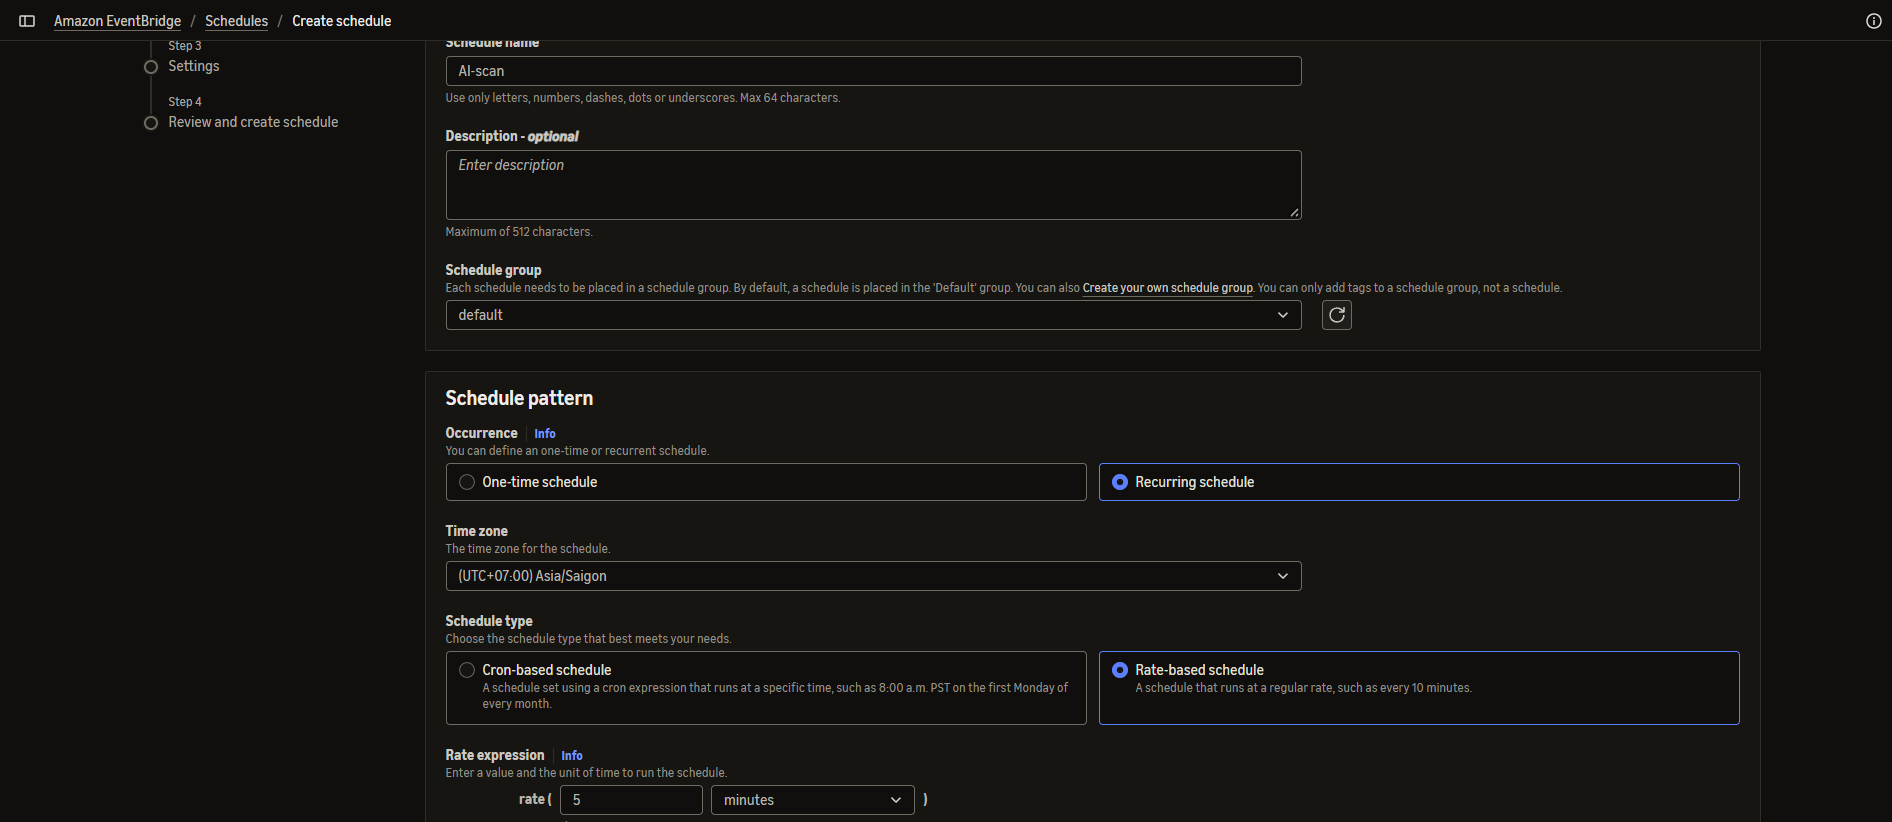 Amazon EventBridge / Schedules / Create schedule
Step 3
Settings
Step 4
Review and create schedule
Schedule name
AI-scan
Use only letters, numbers, dashes, dots or underscores. Max 64 characters.
Description - optional
Enter description
Maximum of 512 characters.
Schedule group
Each schedule needs to be placed in a schedule group. By default, a schedule is placed in the 'Default' group. You can also Create your own schedule group. You can only add tags to a schedule group, not a schedule.
default
Schedule pattern
Occurrence Info
You can define an one-time or recurrent schedule.
One-time schedule
Recurring schedule
Time zone
The time zone for the schedule.
(UTC+07:00) Asia/Saigon
Schedule type
Choose the schedule type that best meets your needs.
Cron-based schedule
A schedule set using a cron expression that runs at a specific time, such as 8:00 a.m. PST on the first Monday of
every month.
Rate-based schedule
A schedule that runs at a regular rate, such as every 10 minutes.
Rate expression Info
Enter a value and the unit of time to run the schedule.
rate ( 5 minutes )